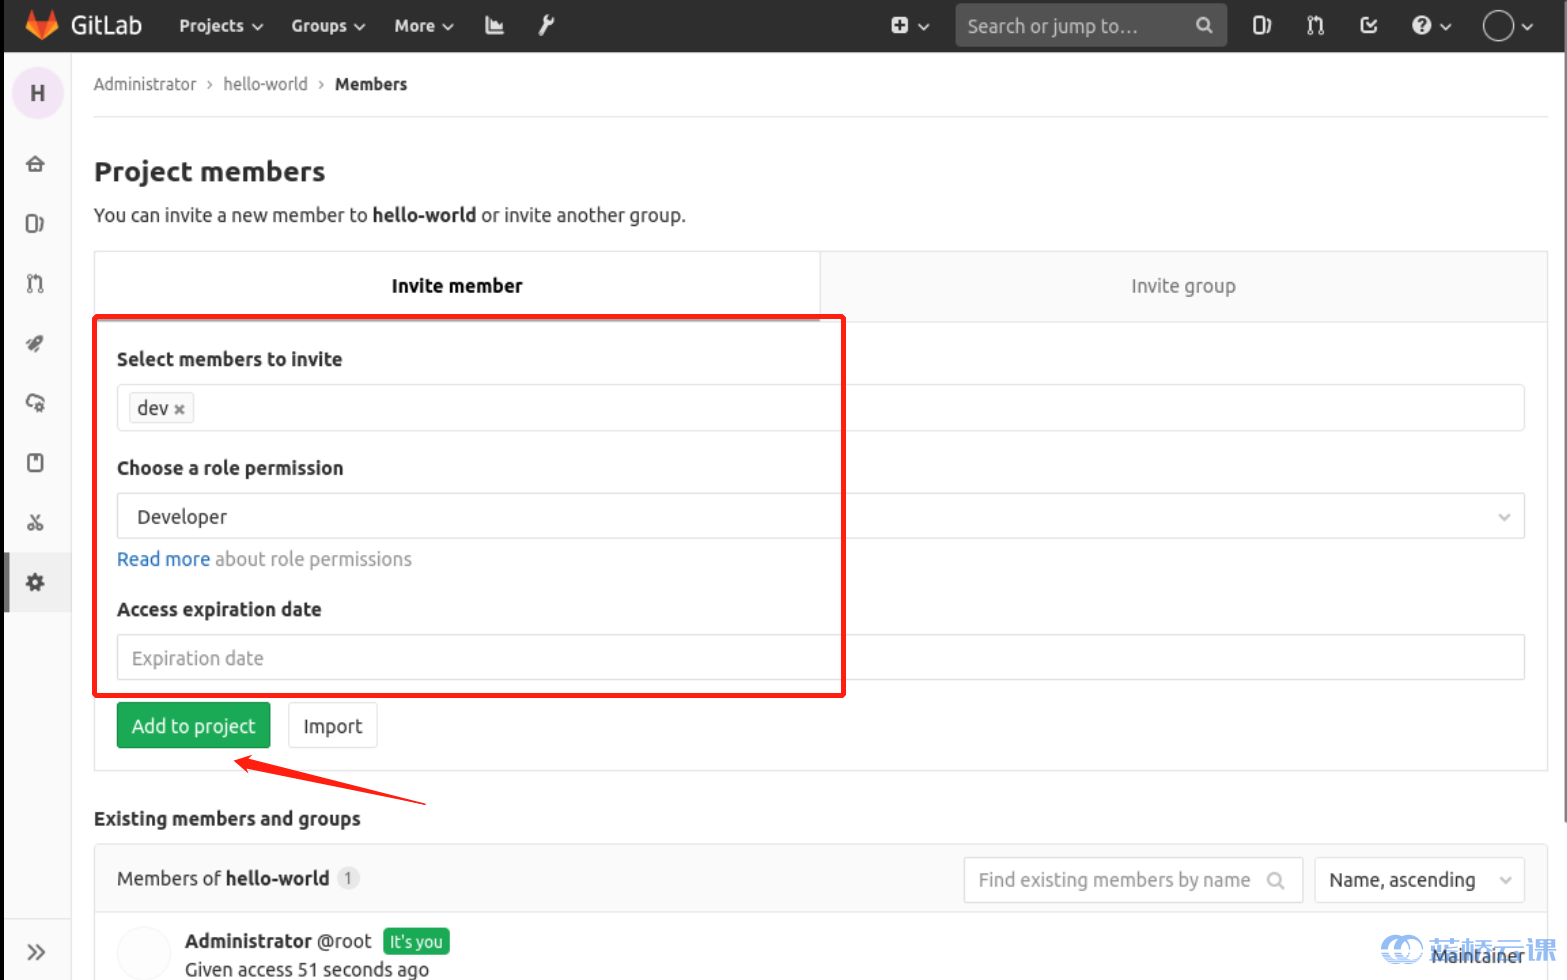 GitLab Projects Groups More Search or jump to...
H
Administrator › hello-world › Members
Project members
You can invite a new member to hello-world or invite another group.
Invite member Invite group
Select members to invite
dev ×
Choose a role permission
Developer
Read more about role permissions
Access expiration date
Expiration date
Add to project Import
Existing members and groups
Members of hello-world 1 Find existing members by name Name, ascending
Administrator @root It's you
蓝桥云课
Maintainer
Given access 51 seconds ago